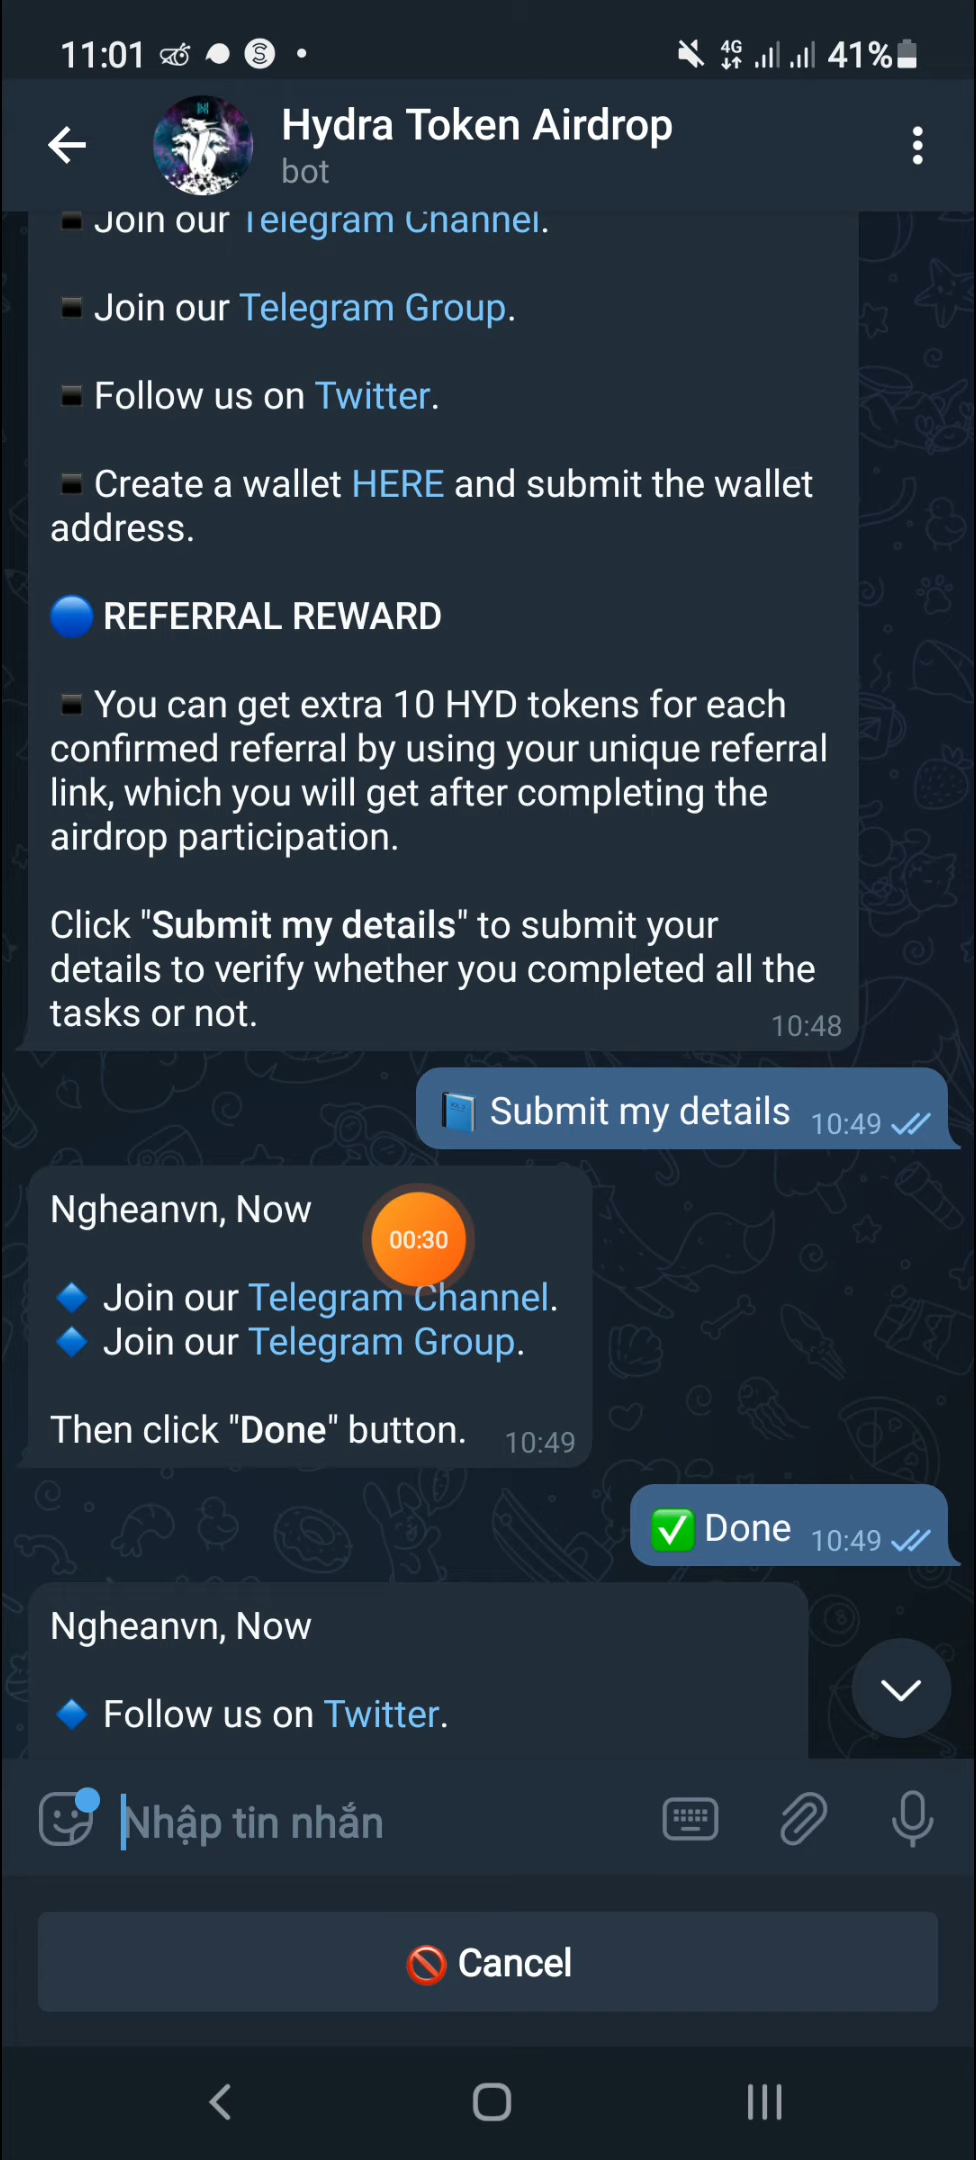 11:01 4G 41%
Hydra Token Airdrop
bot
▪️Join our Telegram Channel.
▪️Join our Telegram Group.
▪️Follow us on Twitter.
▪️Create a wallet HERE and submit the wallet
address.
🔵 REFERRAL REWARD
▪️You can get extra 10 HYD tokens for each
confirmed referral by using your unique referral
link, which you will get after completing the
airdrop participation.
Click "Submit my details" to submit your
details to verify whether you completed all the
tasks or not.
10:48
📘 Submit my details 10:49
Ngheanvn, Now
00:30
🔹 Join our Telegram Channel.
🔹 Join our Telegram Group.
Then click "Done" button. 10:49
✅ Done 10:49
Ngheanvn, Now
🔹 Follow us on Twitter.
Nhập tin nhắn
🚫 Cancel